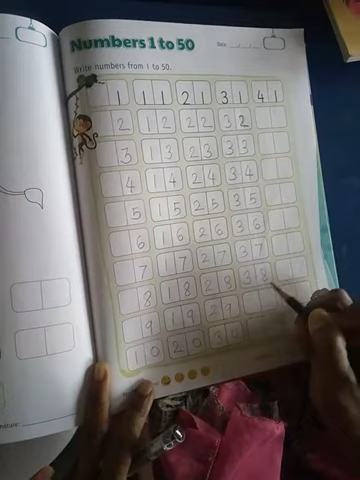 Numbers 1 to 50
Date:
Write numbers from 1 to 50.
1 11 21 31 41
2 12 22 32
3 13 23 33
4 14 24 34
5 15 25 35
6 16 26 36
7 17 27 37
8 18 28 38
9 19 29
10 20 30